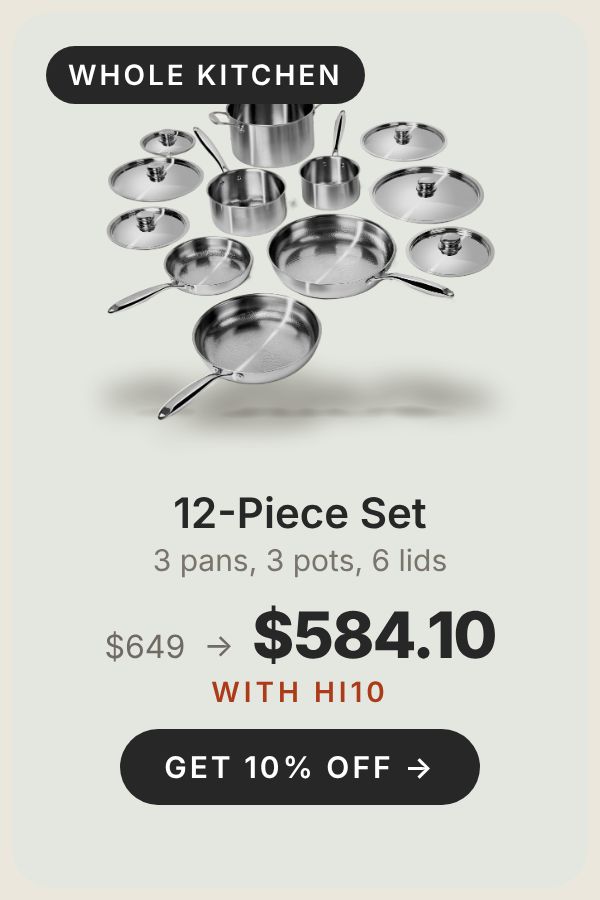 WHOLE KITCHEN
12-Piece Set
3 pans, 3 pots, 6 lids
$649 → $584.10
WITH HI10
GET 10% OFF →